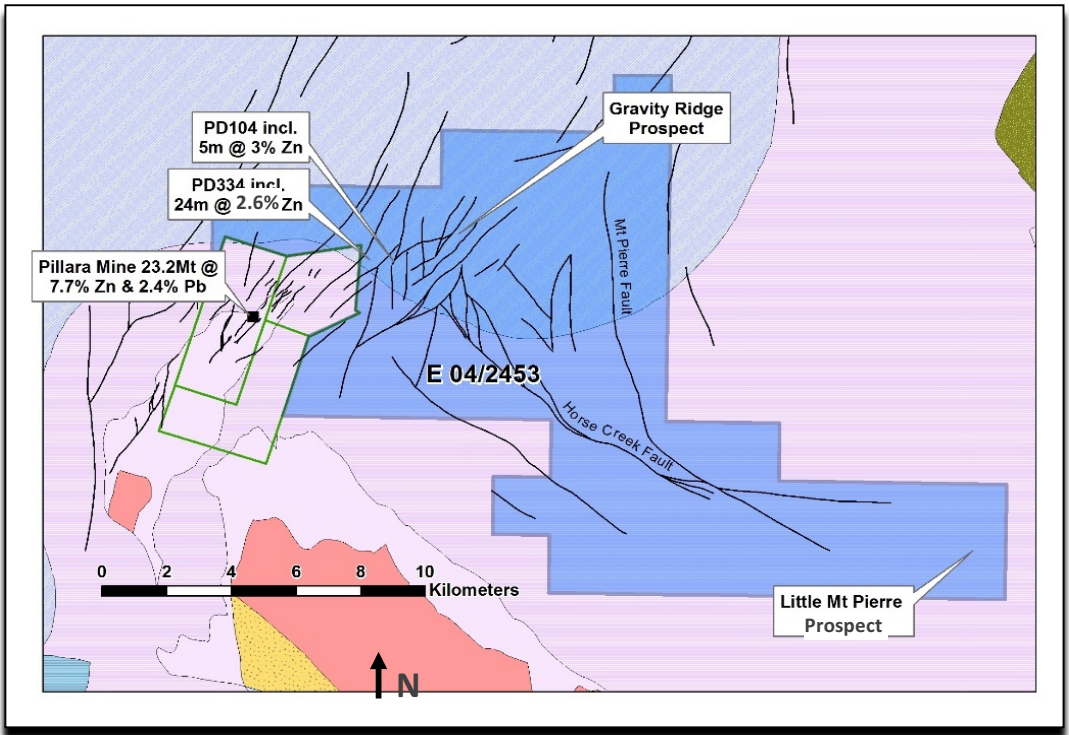 Gravity Ridge
Prospect
PD104 incl.
5m @ 3% Zn
PD334 incl.
24m @ 2.6% Zn
Pillara Mine 23.2Mt @
7.7% Zn & 2.4% Pb
Mt Pierre Fault
E 04/2453
Horse Creek Fault
0 2 4 6 8 10
Kilometers
Little Mt Pierre
Prospect
N